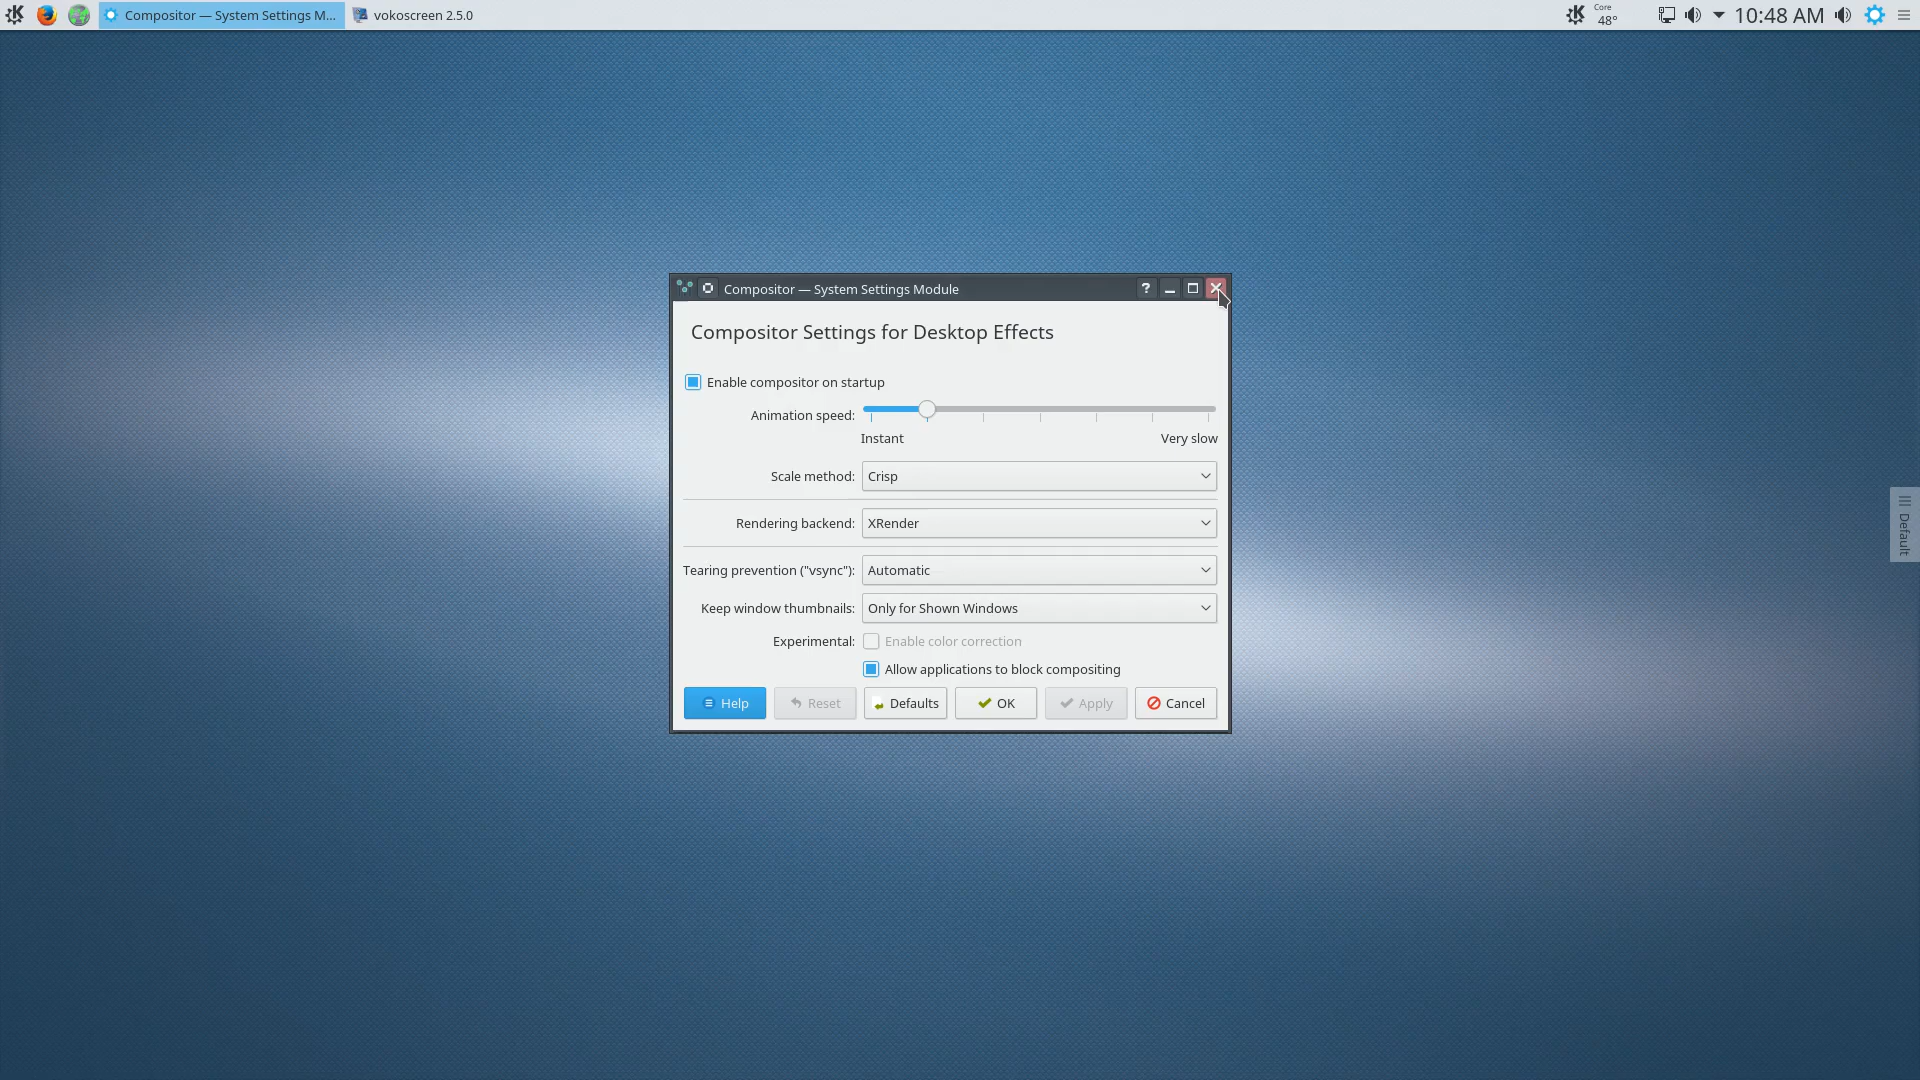 Compositor — System Settings M...
vokoscreen 2.5.0
Core
48°
10:48 AM
Compositor — System Settings Module
?
Compositor Settings for Desktop Effects
Enable compositor on startup
Animation speed:
Instant Very slow
Scale method: Crisp
Rendering backend: XRender
Tearing prevention ("vsync"): Automatic
Keep window thumbnails: Only for Shown Windows
Experimental: Enable color correction
Allow applications to block compositing
Help Reset Defaults OK Apply Cancel
Default